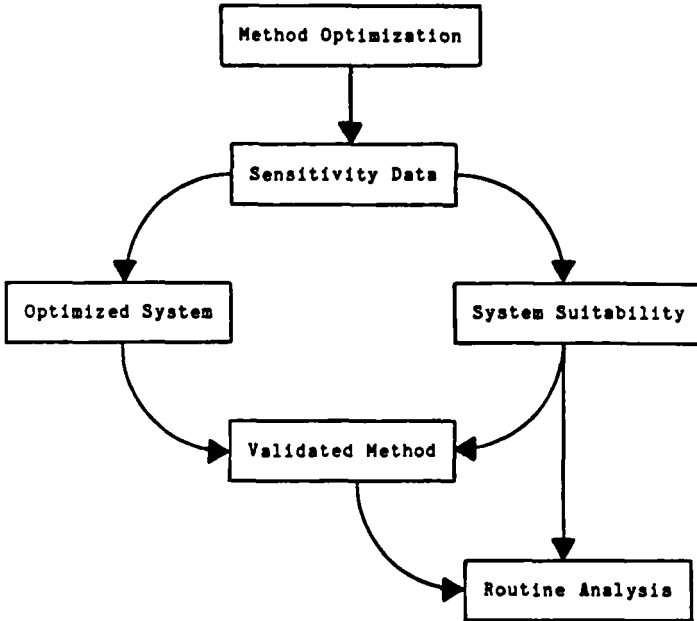 Method Optimization
Sensitivity Data
Optimized System
System Suitability
Validated Method
Routine Analysis